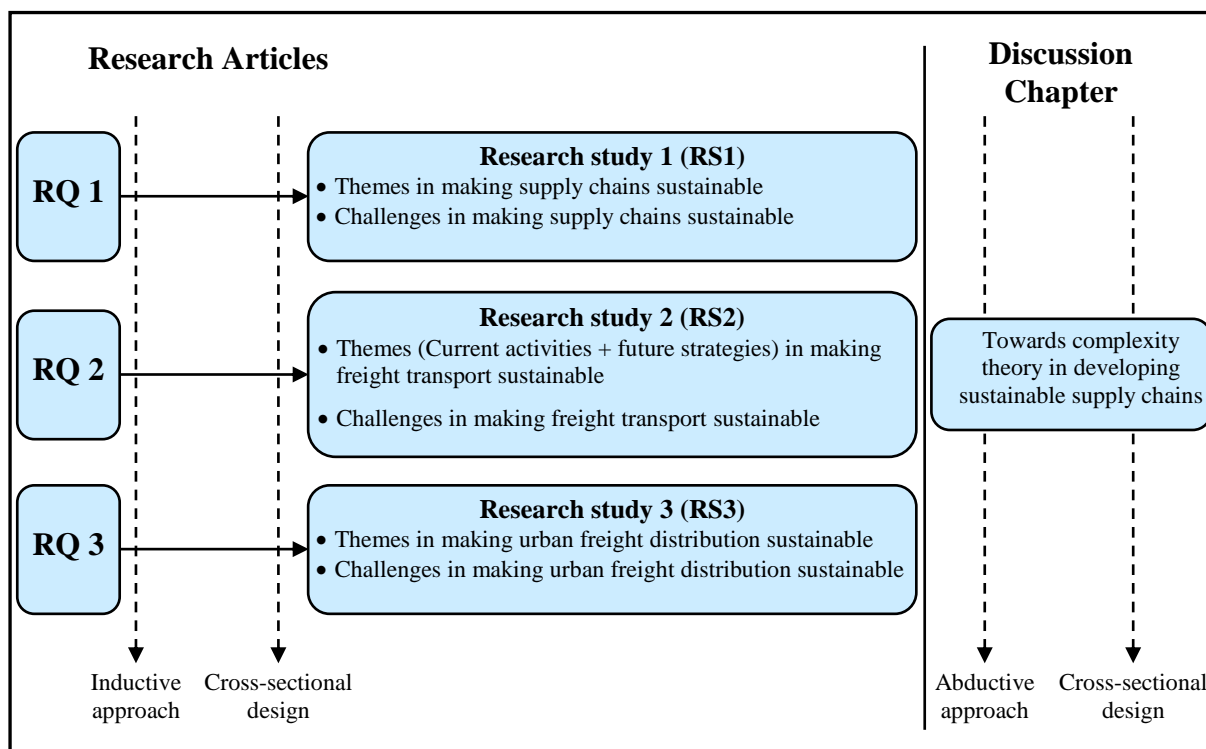 Research Articles
Discussion
Chapter
RQ 1
Research study 1 (RS1)
• Themes in making supply chains sustainable
• Challenges in making supply chains sustainable
RQ 2
Research study 2 (RS2)
• Themes (Current activities + future strategies) in making
freight transport sustainable
• Challenges in making freight transport sustainable
Towards complexity
theory in developing
sustainable supply chains
RQ 3
Research study 3 (RS3)
• Themes in making urban freight distribution sustainable
• Challenges in making urban freight distribution sustainable
Inductive
approach
Cross-sectional
design
Abductive
approach
Cross-sectional
design